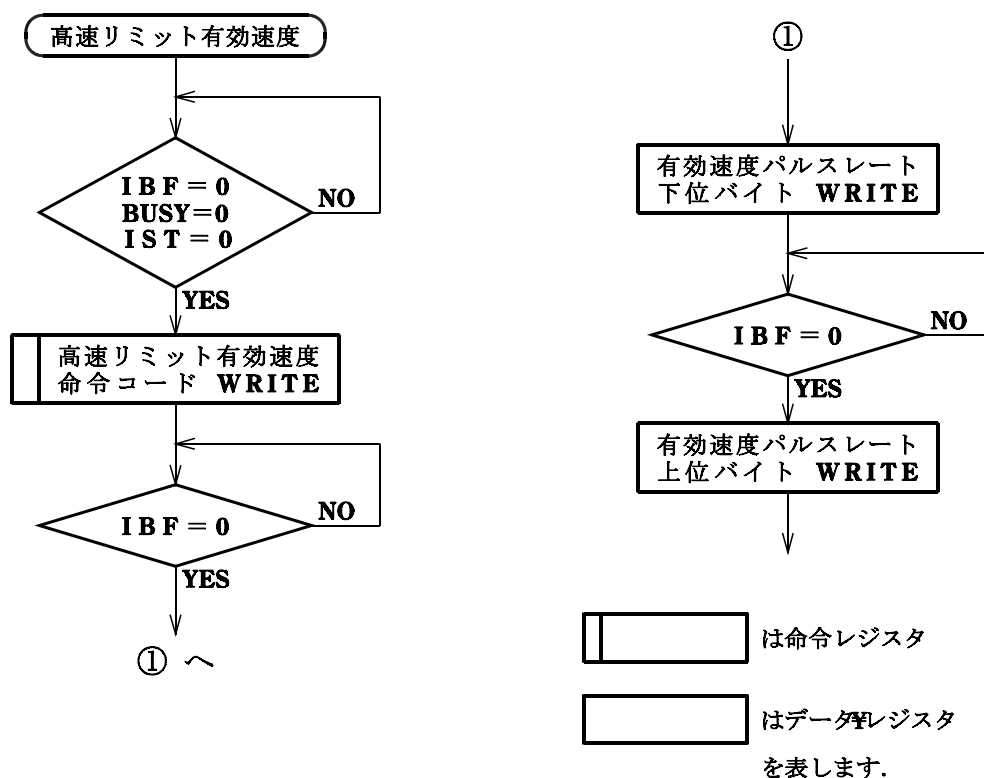 高速リミット有効速度
IBF＝0
BUSY＝0
IST＝0
NO
YES
高速リミット有効速度
命令コード WRITE
IBF＝0
NO
YES
① へ
①
有効速度パルスレート
下位バイト WRITE
IBF＝0
NO
YES
有効速度パルスレート
上位バイト WRITE
は命令レジスタ
はデータ¥レジスタ
を表します.